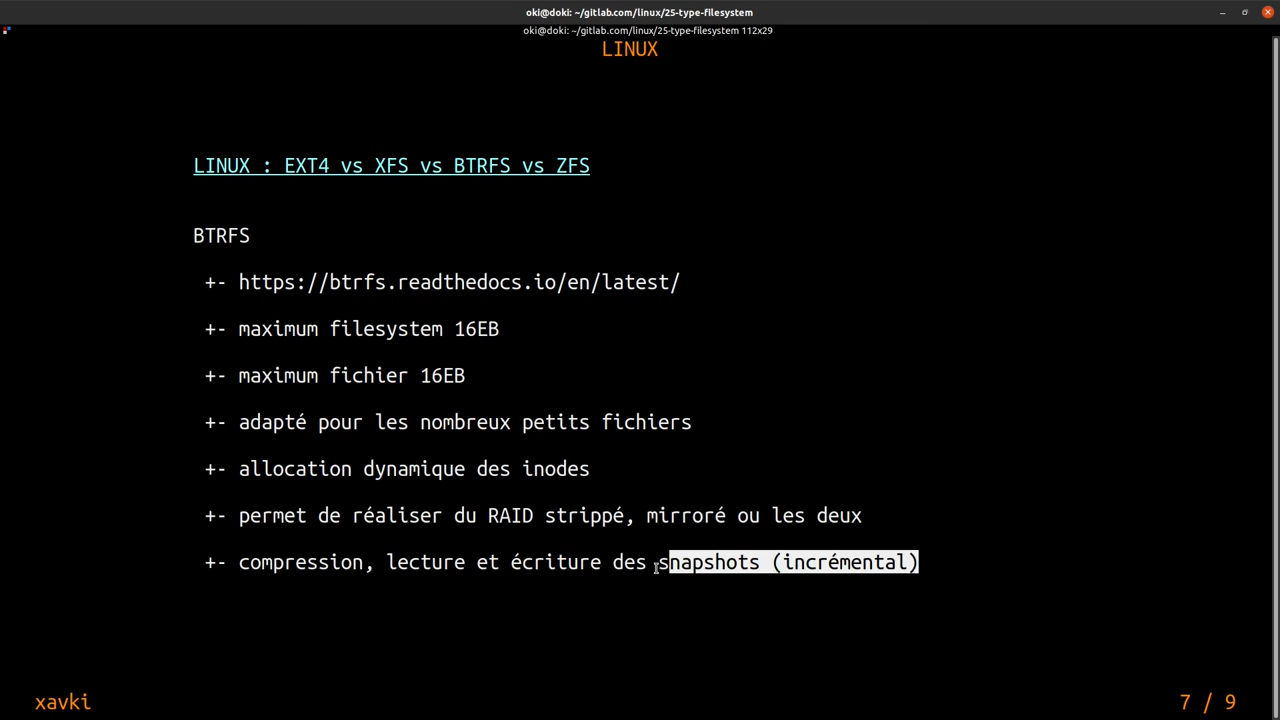 oki@doki: ~/gitlab.com/linux/25-type-filesystem
oki@doki: ~/gitlab.com/linux/25-type-filesystem 112x29
LINUX
LINUX : EXT4 vs XFS vs BTRFS vs ZFS
BTRFS
+- https://btrfs.readthedocs.io/en/latest/
+- maximum filesystem 16EB
+- maximum fichier 16EB
+- adapté pour les nombreux petits fichiers
+- allocation dynamique des inodes
+- permet de réaliser du RAID strippé, mirroré ou les deux
+- compression, lecture et écriture des snapshots (incrémental)
xavki
7 / 9